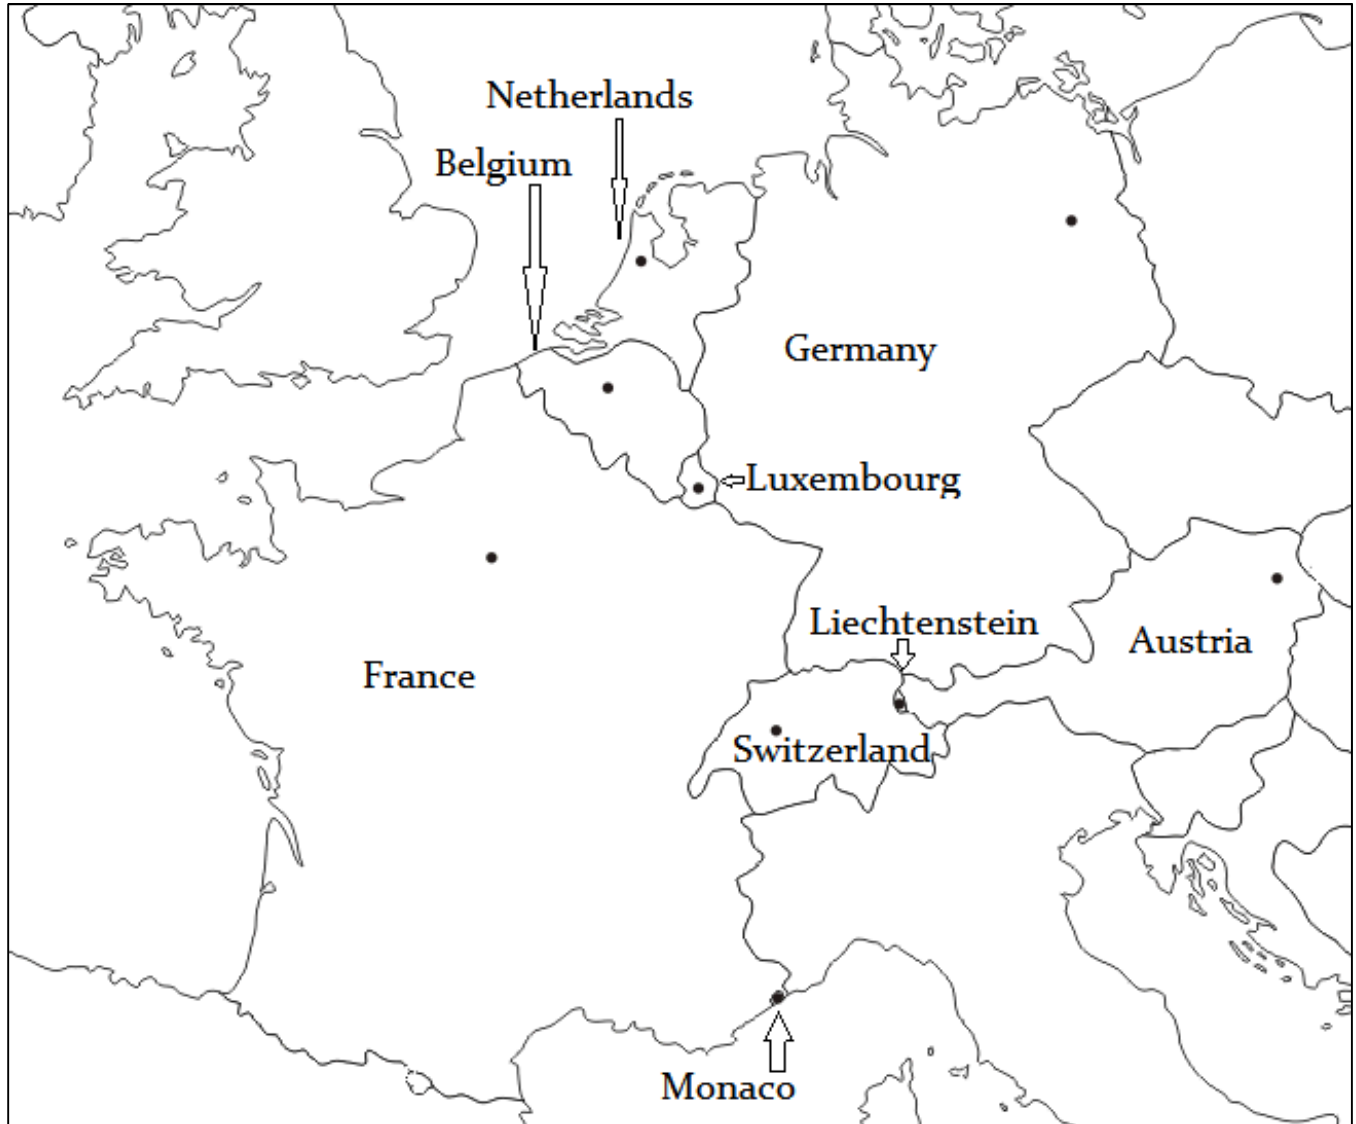 Netherlands
Belgium
Germany
Luxembourg
Liechtenstein
Austria
France
Switzerland
Monaco